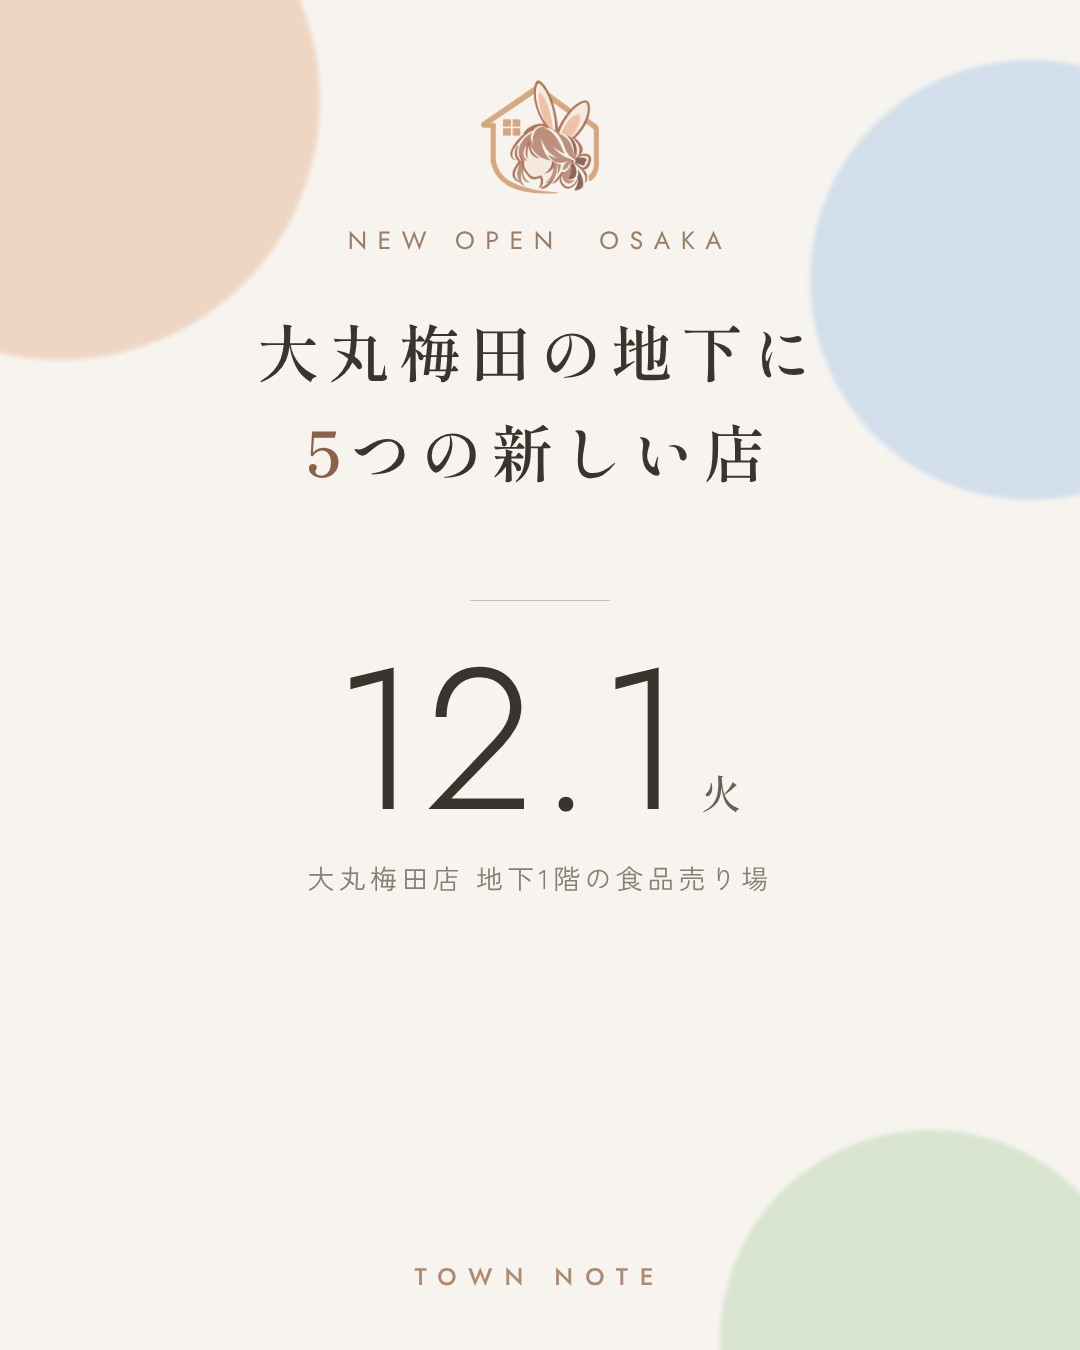 NEW OPEN OSAKA
大丸梅田の地下に
5つの新しい店
12.1 火
大丸梅田店 地下1階の食品売り場
TOWN NOTE